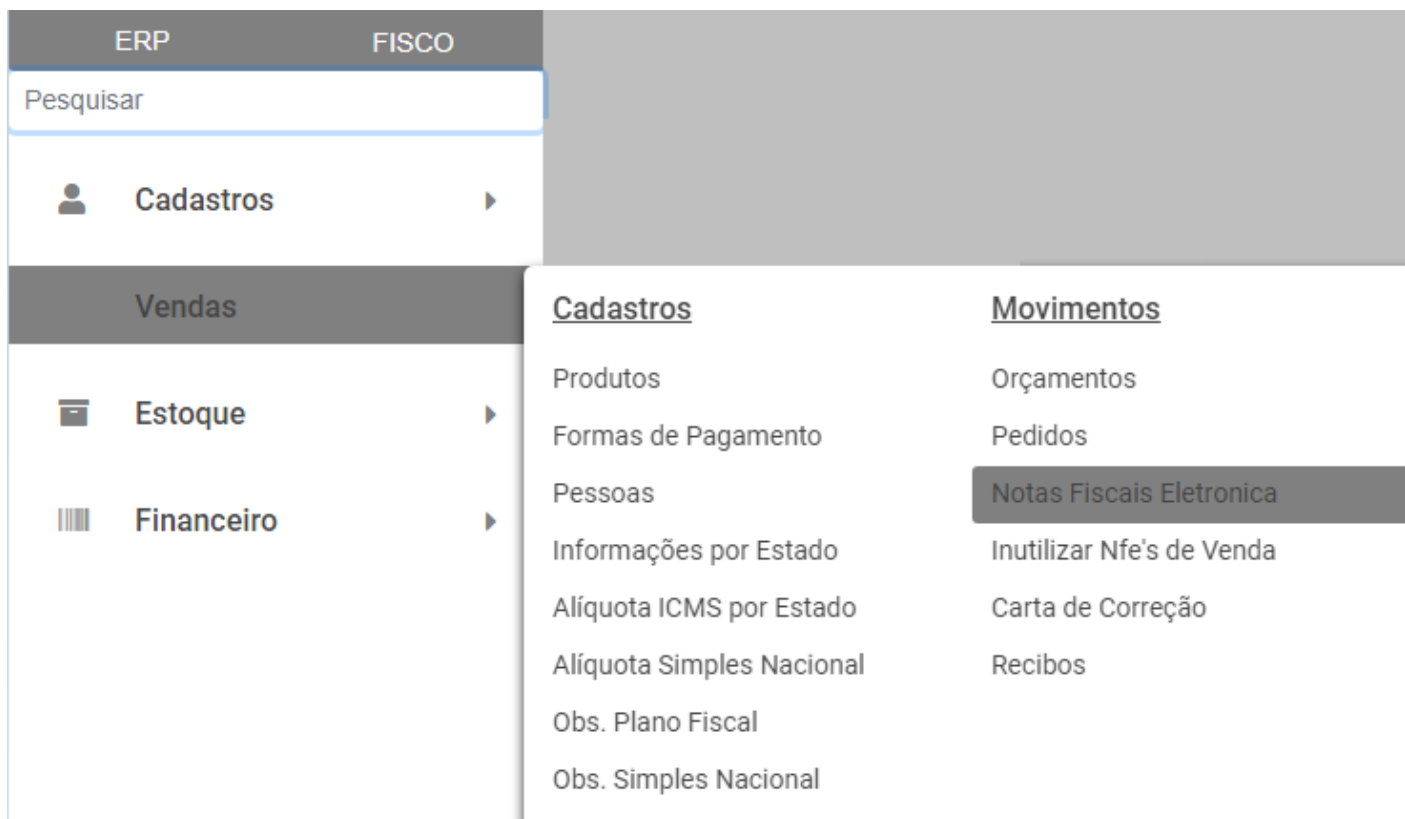 ERP FISCO
Pesquisar
Cadastros
Vendas
Estoque
Financeiro
Cadastros
Produtos
Formas de Pagamento
Pessoas
Informações por Estado
Alíquota ICMS por Estado
Alíquota Simples Nacional
Obs. Plano Fiscal
Obs. Simples Nacional
Movimentos
Orçamentos
Pedidos
Notas Fiscais Eletronica
Inutilizar Nfe's de Venda
Carta de Correção
Recibos